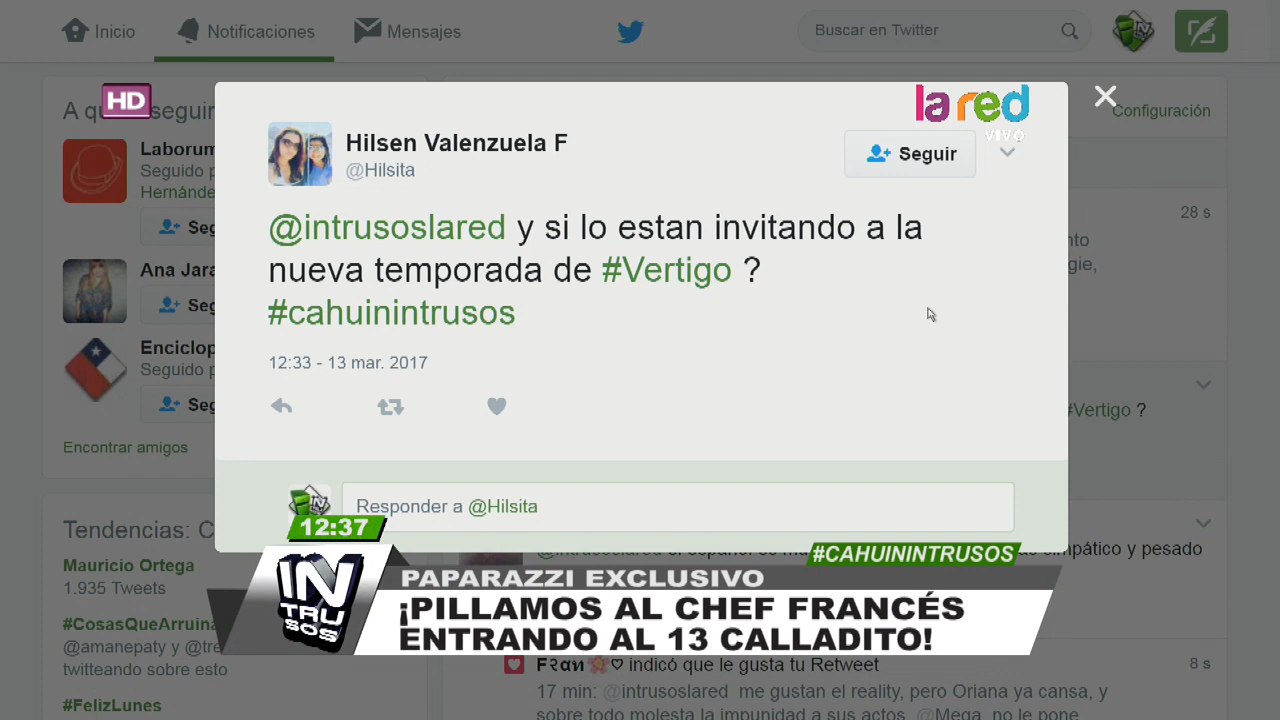 Inicio
Notificaciones
Mensajes
Buscar en Twitter
HD
A qu
seguir
Laborum
Seguido p
Hernánde
Seg
Ana Jara
Seg
Enciclop
Seguido p
Seg
Encontrar amigos
Tendencias: C
Mauricio Ortega
1.935 Tweets
#CosasQueArruina
@amanepaty y @tre
twitteando sobre esto
#FelizLunes
la red
VIVO
Configuración
Hilsen Valenzuela F
@Hilsita
Seguir
@intrusoslared y si lo estan invitando a la
nueva temporada de #Vertigo ?
#cahuinintrusos
12:33 - 13 mar. 2017
Responder a @Hilsita
28 s
nto
gie,
#Vertigo ?
simpático y pesado
12:37
#CAHUININTRUSOS
INTRUSOS
PAPARAZZI EXCLUSIVO
¡PILLAMOS AL CHEF FRANCÉS
ENTRANDO AL 13 CALLADITO!
Fran indicó que le gusta tu Retweet
8 s
17 min: @intrusoslared me gustan el reality, pero Oriana ya cansa, y
sobre todo molesta la impunidad a sus actos. @Mega no le pone